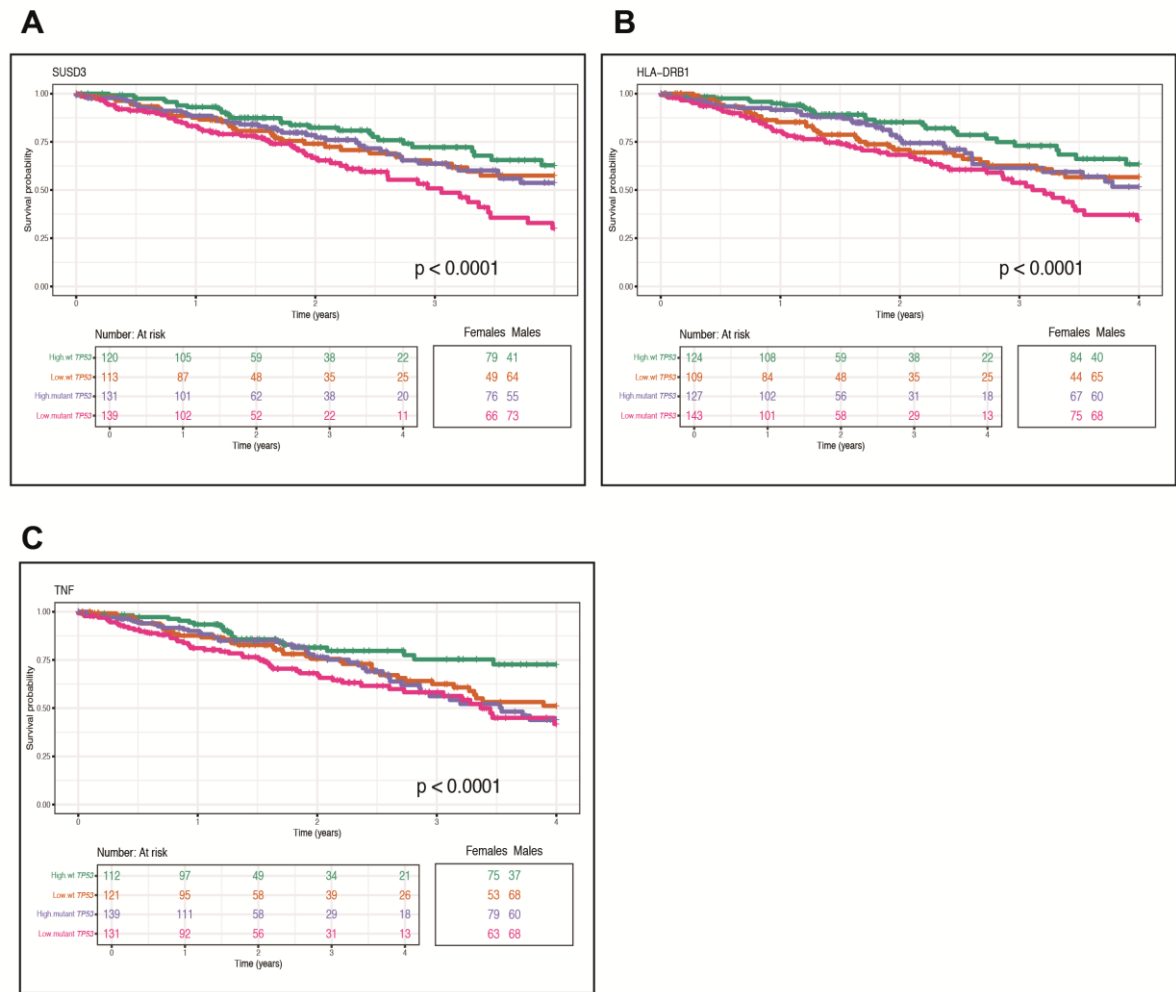 A
SUSD3
1.00
0.75
0.50
0.25
0.00
Survival probability
p < 0.0001
0 1 2 3
Time (years)
Number: At risk
Females Males
High.wt TP53 120 105 59 38 22 79 41
Low.wt TP53 113 87 48 35 25 49 64
High.mutant TP53 131 101 62 38 20 76 55
Low.mutant TP53 139 102 52 22 11 66 73
0 1 2 3 4
Time (years)
B
HLA-DRB1
1.00
0.75
0.50
0.25
0.00
Survival probability
p < 0.0001
0 1 2 3 4
Time (years)
Number: At risk
Females Males
High.wt TP53 124 108 59 38 22 84 40
Low.wt TP53 109 84 48 35 25 44 65
High.mutant TP53 127 102 56 31 18 67 60
Low.mutant TP53 143 101 58 29 13 75 68
0 1 2 3 4
Time (years)
C
TNF
1.00
0.75
0.50
0.25
0.00
Survival probability
p < 0.0001
0 1 2 3 4
Time (years)
Number: At risk
Females Males
High.wt TP53 112 97 49 34 21 75 37
Low.wt TP53 121 95 58 39 26 53 68
High.mutant TP53 139 111 58 29 18 79 60
Low.mutant TP53 131 92 56 31 13 63 68
0 1 2 3 4
Time (years)